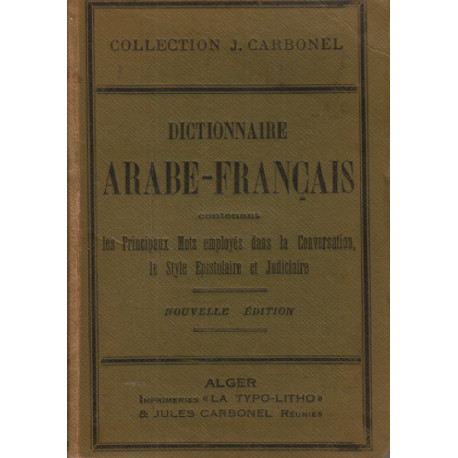 COLLECTION J. CARBONEL
DICTIONNAIRE
ARABE-FRANÇAIS
contenant
les Principaux Mots employés dans la Conversation,
le Style Epistolaire et Judiciaire
NOUVELLE ÉDITION
ALGER
IMPRIMERIES "LA TYPO-LITHO"
& JULES CARBONEL RÉUNIES